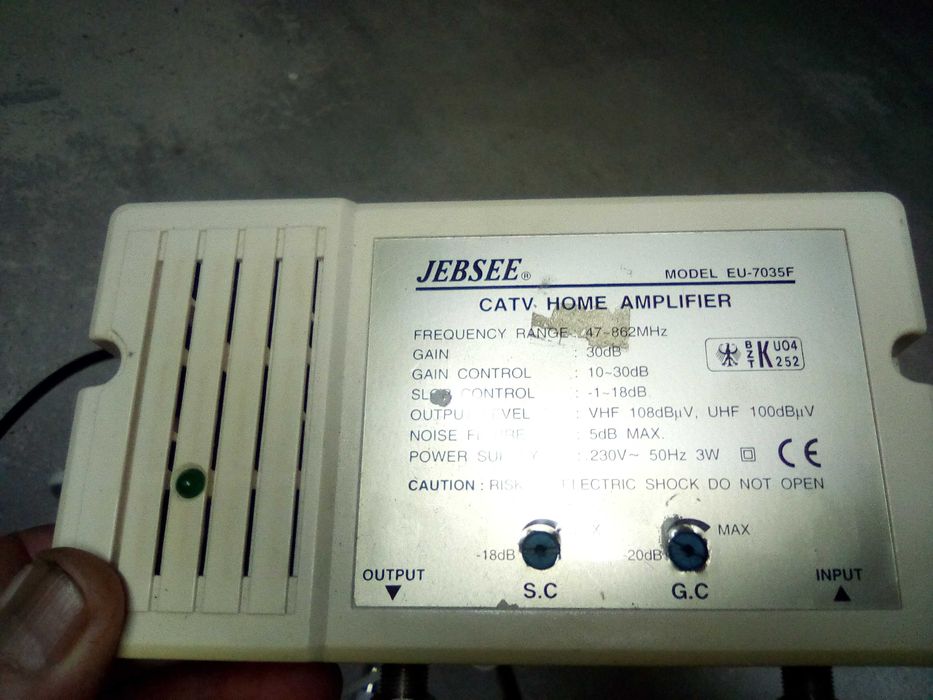 JEBSEE® MODEL EU-7035F
CATV HOME AMPLIFIER
FREQUENCY RANGE : 47~862MHz
GAIN : 30dB
GAIN CONTROL : 10~30dB
CONTROL : -1~18dB
: VHF 108dBμV, UHF 100dBμV
NOISE : 5dB MAX.
POWER : 230V~ 50Hz 3W
CAUTION : RISK ELECTRIC SHOCK DO NOT OPEN
BZT K U04 252
CE
-18dB
-20dB MAX
OUTPUT S.C G.C INPUT